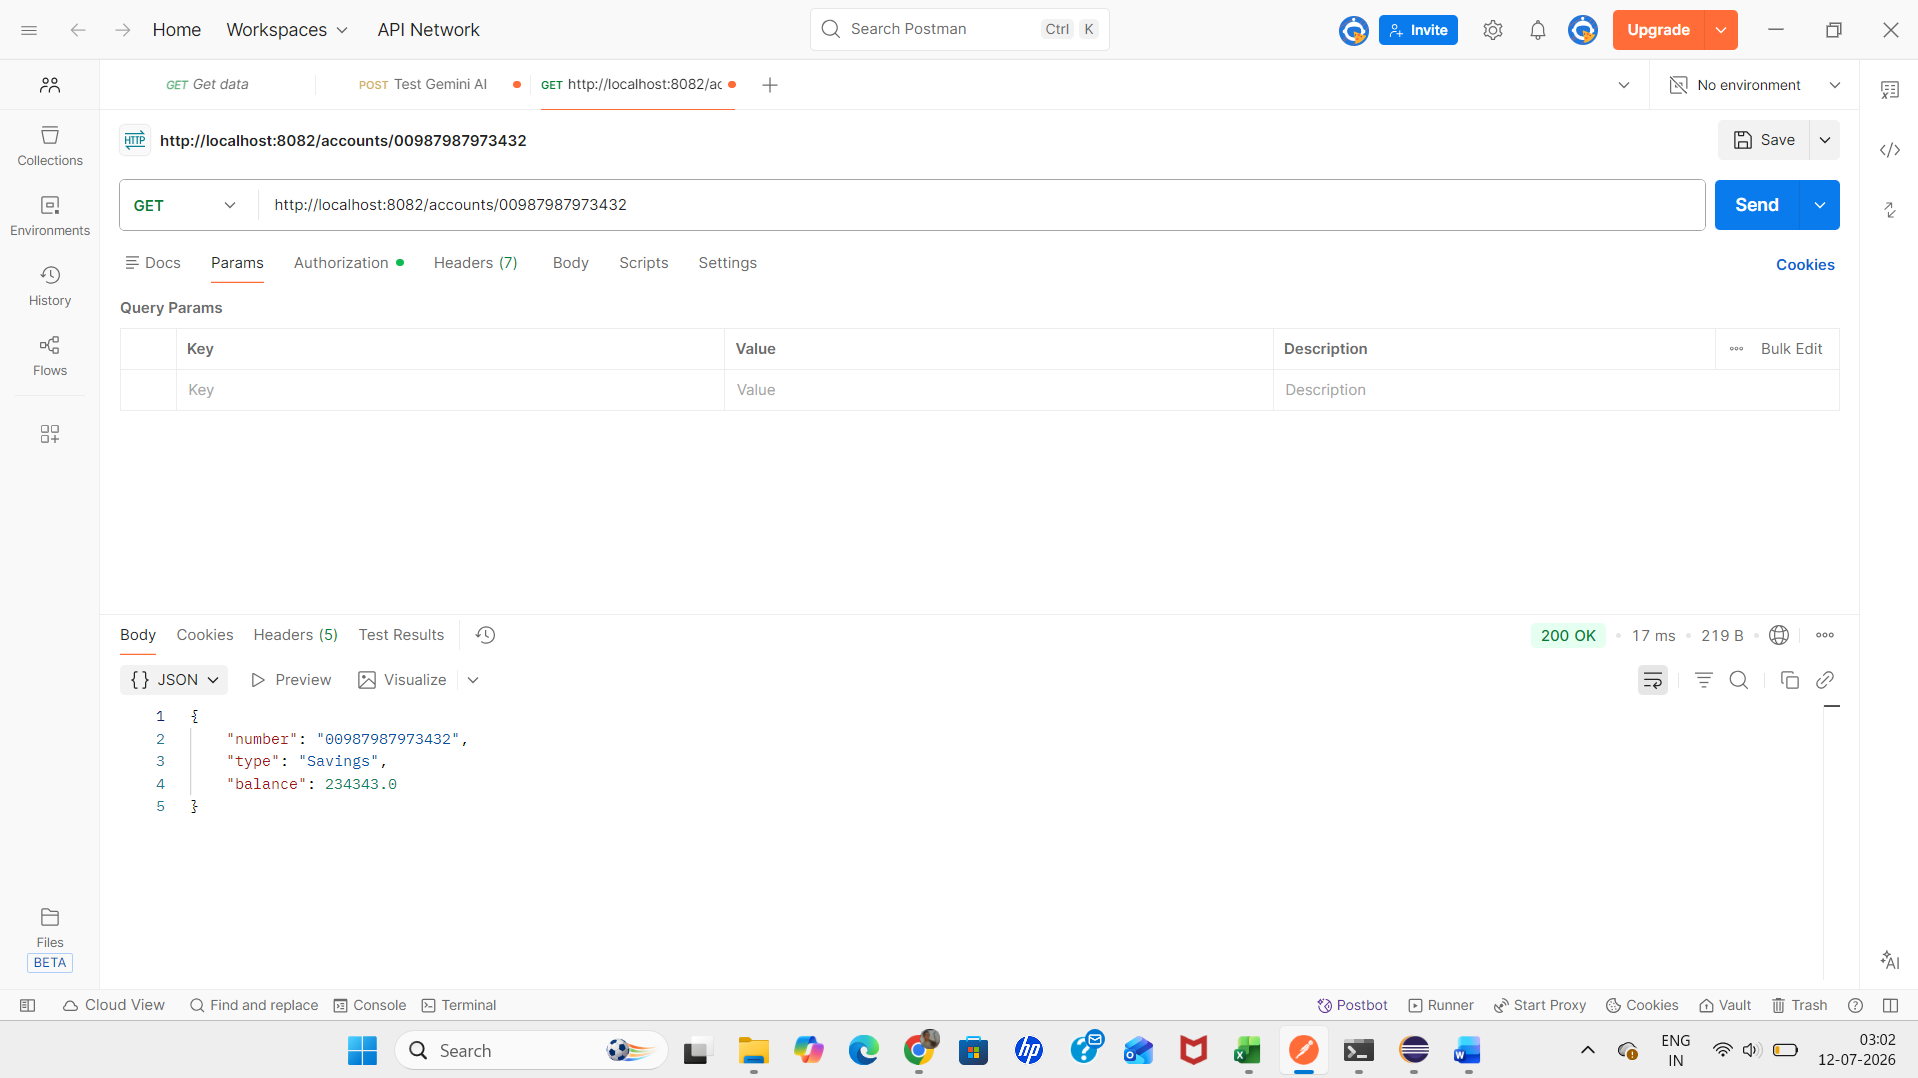 Home Workspaces API Network
Search Postman Ctrl K
Invite
Upgrade
GET Get data
POST Test Gemini AI
GET http://localhost:8082/ac
No environment
HTTP http://localhost:8082/accounts/00987987973432
Save
GET http://localhost:8082/accounts/00987987973432
Send
Docs Params Authorization Headers (7) Body Scripts Settings
Cookies
Query Params
Key Value Description Bulk Edit
Key Value Description
Collections
Environments
History
Flows
Files
BETA
Body Cookies Headers (5) Test Results
200 OK 17 ms 219 B
{} JSON Preview Visualize
1 {
2 "number": "00987987973432",
3 "type": "Savings",
4 "balance": 234343.0
5 }
AI
Cloud View Find and replace Console Terminal
Postbot Runner Start Proxy Cookies Vault Trash
Search
ENG
IN
03:02
12-07-2026